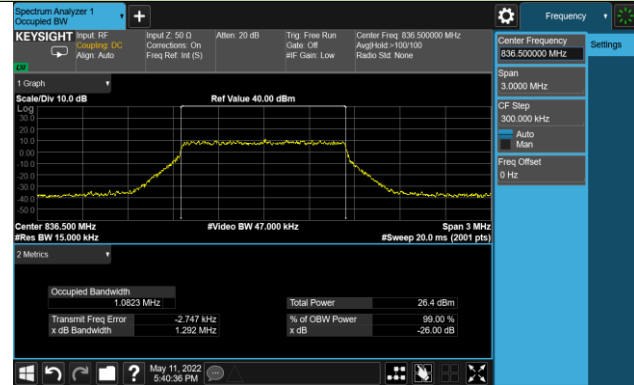 Spectrum Analyzer 1
Occupied BW
Frequency
KEYSIGHT
Input: RF
Coupling: DC
Align: Auto
Input Z: 50 Ω
Corrections: On
Freq Ref: Int (S)
Atten: 20 dB
Trig: Free Run
Gate: Off
#IF Gain: Low
Center Freq: 836.500000 MHz
Avg|Hold:>100/100
Radio Std: None
LXI
1 Graph
Scale/Div 10.0 dB
Ref Value 40.00 dBm
Log
30.0
20.0
10.0
0.00
-10.0
-20.0
-30.0
-40.0
-50.0
Center 836.500 MHz
#Video BW 47.000 kHz
Span 3 MHz
#Res BW 15.000 kHz
#Sweep 20.0 ms (2001 pts)
2 Metrics
Occupied Bandwidth
1.0823 MHz
Total Power
26.4 dBm
Transmit Freq Error
-2.747 kHz
% of OBW Power
99.00 %
x dB Bandwidth
1.292 MHz
x dB
-26.00 dB
May 11, 2022
5:40:36 PM
Center Frequency
836.500000 MHz
Settings
Span
3.0000 MHz
CF Step
300.000 kHz
Auto
Man
Freq Offset
0 Hz